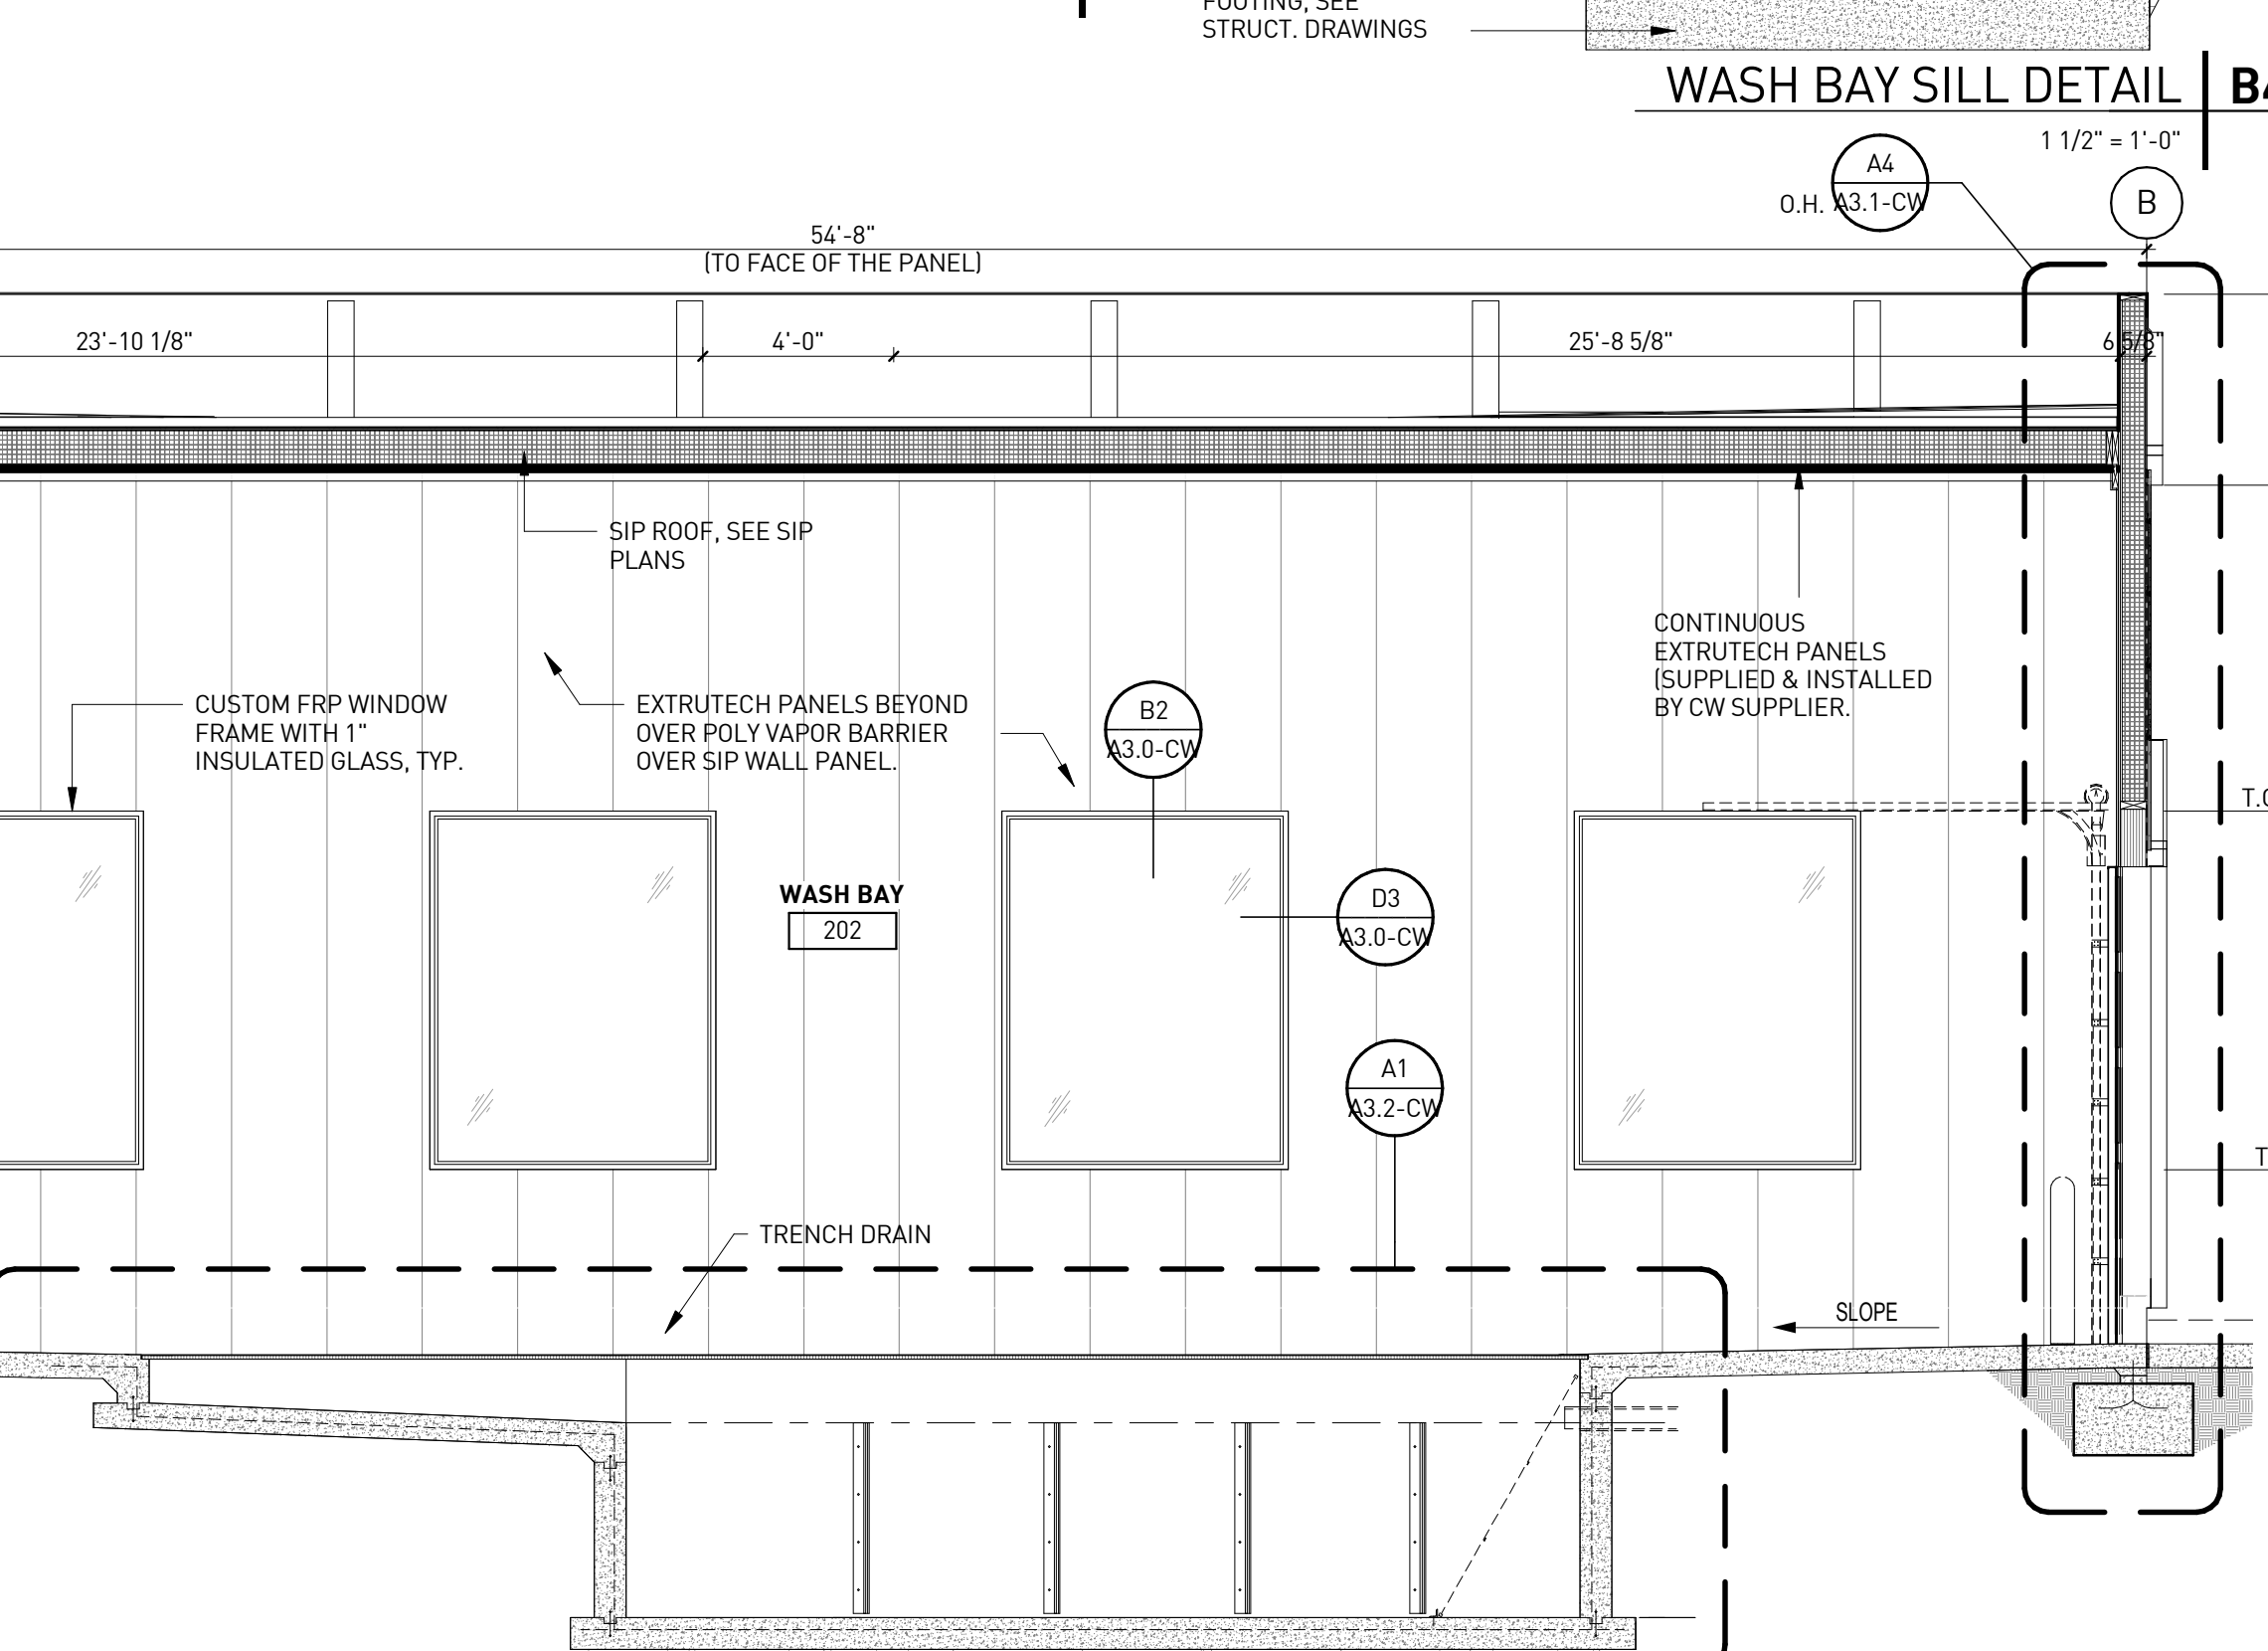 FOOTING, SEE
STRUCT. DRAWINGS
WASH BAY SILL DETAIL
1 1/2" = 1'-0"
A4
A3.1-CW
O.H.
B
54'-8"
(TO FACE OF THE PANEL)
23'-10 1/8"
4'-0"
25'-8 5/8"
6 5/8"
SIP ROOF, SEE SIP
PLANS
CONTINUOUS
EXTRUTECH PANELS
(SUPPLIED & INSTALLED
BY CW SUPPLIER.
CUSTOM FRP WINDOW
FRAME WITH 1"
INSULATED GLASS, TYP.
EXTRUTECH PANELS BEYOND
OVER POLY VAPOR BARRIER
OVER SIP WALL PANEL.
B2
A3.0-CW
WASH BAY
202
D3
A3.0-CW
A1
A3.2-CW
TRENCH DRAIN
SLOPE